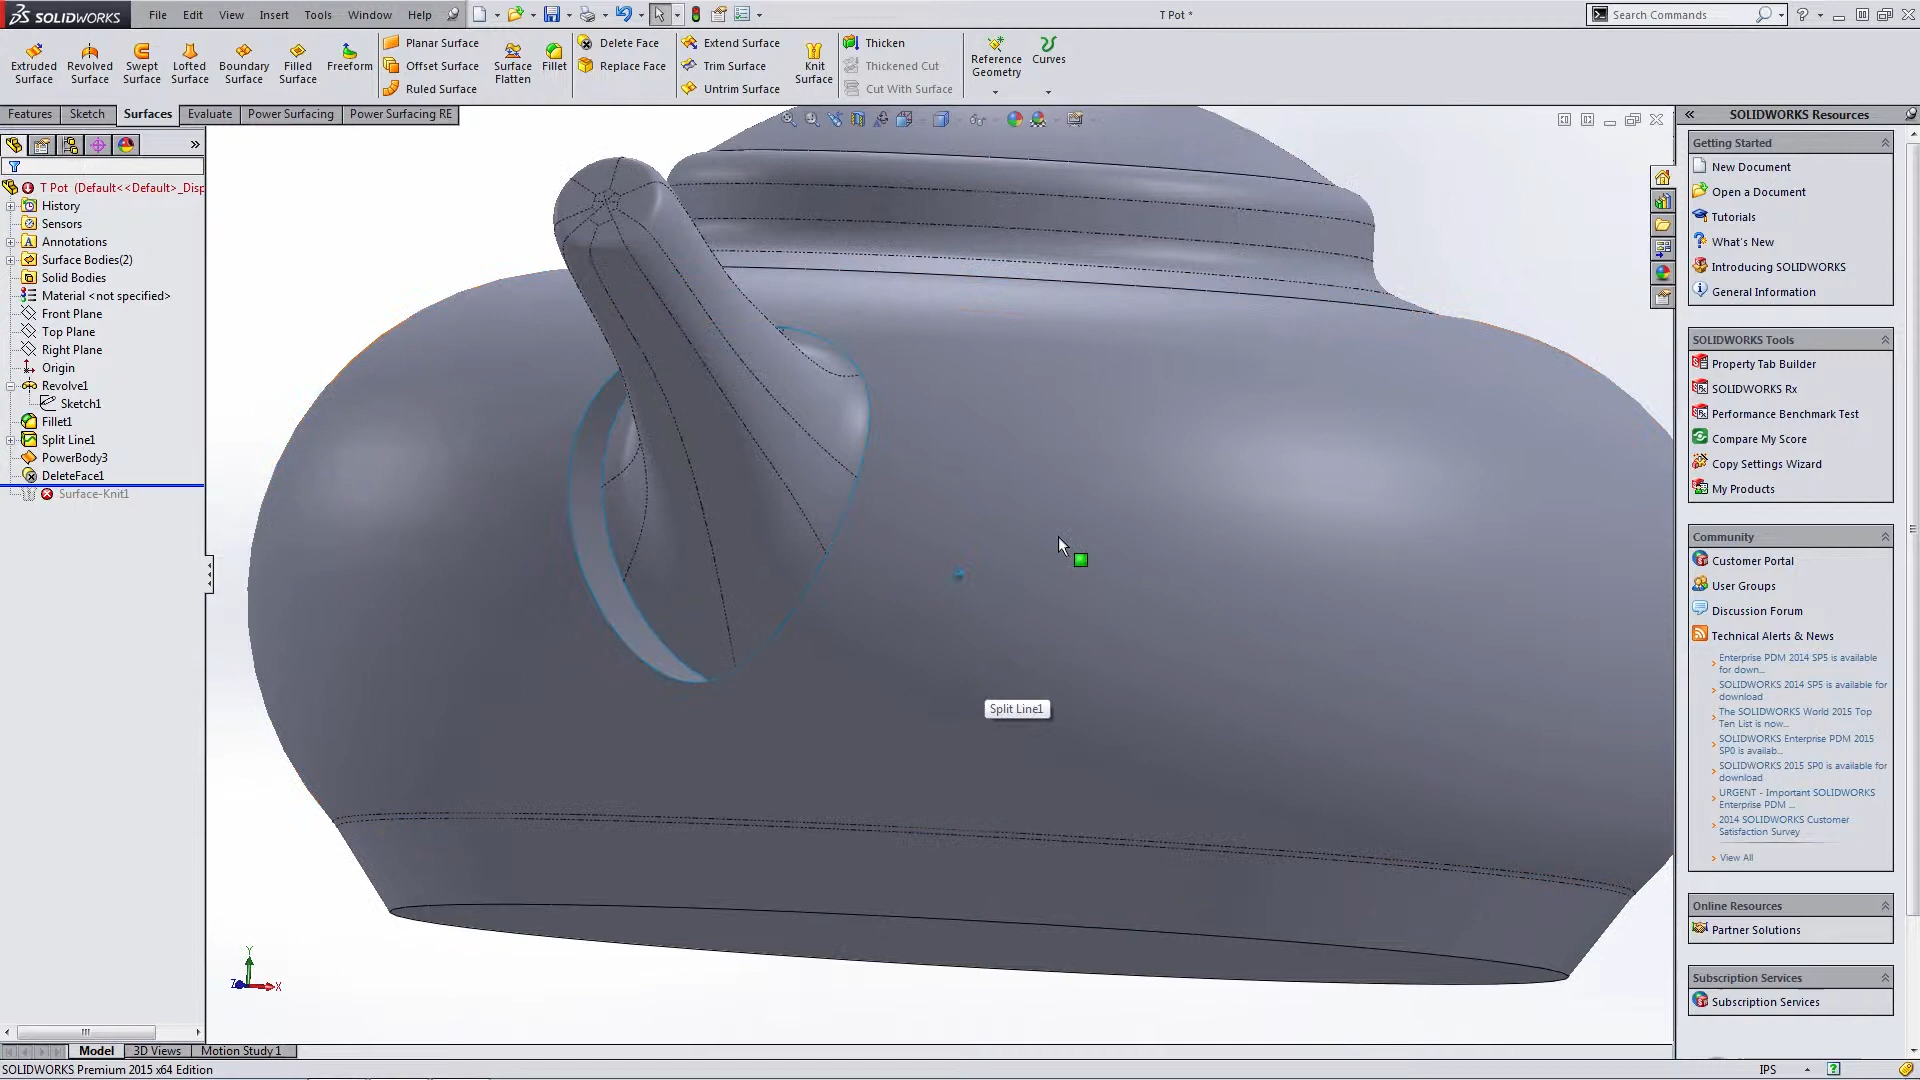 SOLIDWORKS
File Edit View Insert Tools Window Help
T Pot *
Search Commands
Extruded Surface
Revolved Surface
Swept Surface
Lofted Surface
Boundary Surface
Filled Surface
Freeform
Planar Surface
Offset Surface
Ruled Surface
Surface Flatten
Fillet
Delete Face
Replace Face
Extend Surface
Trim Surface
Untrim Surface
Knit Surface
Thicken
Thickened Cut
Cut With Surface
Reference Geometry
Curves
Features Sketch Surfaces Evaluate Power Surfacing Power Surfacing RE
T Pot (Default<<Default>_Disp
History
Sensors
Annotations
Surface Bodies(2)
Solid Bodies
Material <not specified>
Front Plane
Top Plane
Right Plane
Origin
Revolve1
Sketch1
Fillet1
Split Line1
PowerBody3
DeleteFace1
Surface-Knit1
Split Line1
Y
Z
X
SOLIDWORKS Resources
Getting Started
New Document
Open a Document
Tutorials
What's New
Introducing SOLIDWORKS
General Information
SOLIDWORKS Tools
Property Tab Builder
SOLIDWORKS Rx
Performance Benchmark Test
Compare My Score
Copy Settings Wizard
My Products
Community
Customer Portal
User Groups
Discussion Forum
Technical Alerts & News
Enterprise PDM 2014 SP5 is available
for down...
SOLIDWORKS 2014 SP5 is available for
download
The SOLIDWORKS World 2015 Top
Ten List is now...
SOLIDWORKS Enterprise PDM 2015
SP0 is availab...
SOLIDWORKS 2015 SP0 is available for
download
URGENT - Important SOLIDWORKS
Enterprise PDM ...
2014 SOLIDWORKS Customer
Satisfaction Survey
View All
Online Resources
Partner Solutions
Subscription Services
Subscription Services
Model 3D Views Motion Study 1
SOLIDWORKS Premium 2015 x64 Edition
IPS